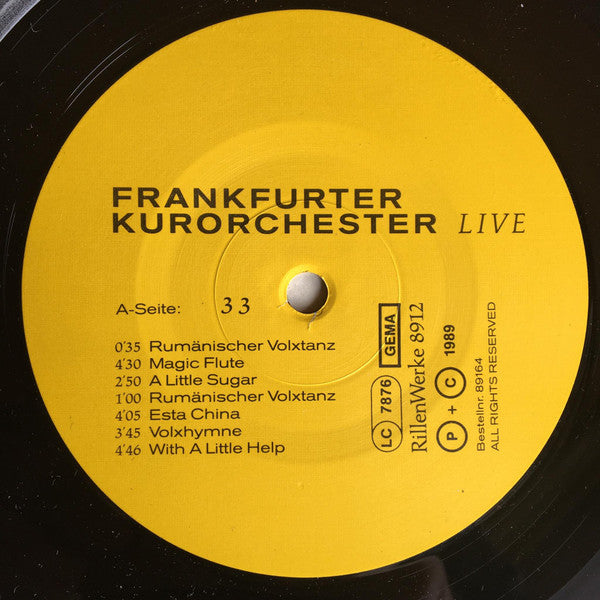 FRANKFURTER
KURORCHESTER LIVE
A-Seite: 33
0'35 Rumänischer Volxtanz
4'30 Magic Flute
2'50 A Little Sugar
1'00 Rumänischer Volxtanz
4'05 Esta China
3'45 Volxhymne
4'46 With A Little Help
LC 7876 GEMA
RillenWerke 8912
P + C 1989
Bestellnr. 89164
ALL RIGHTS RESERVED